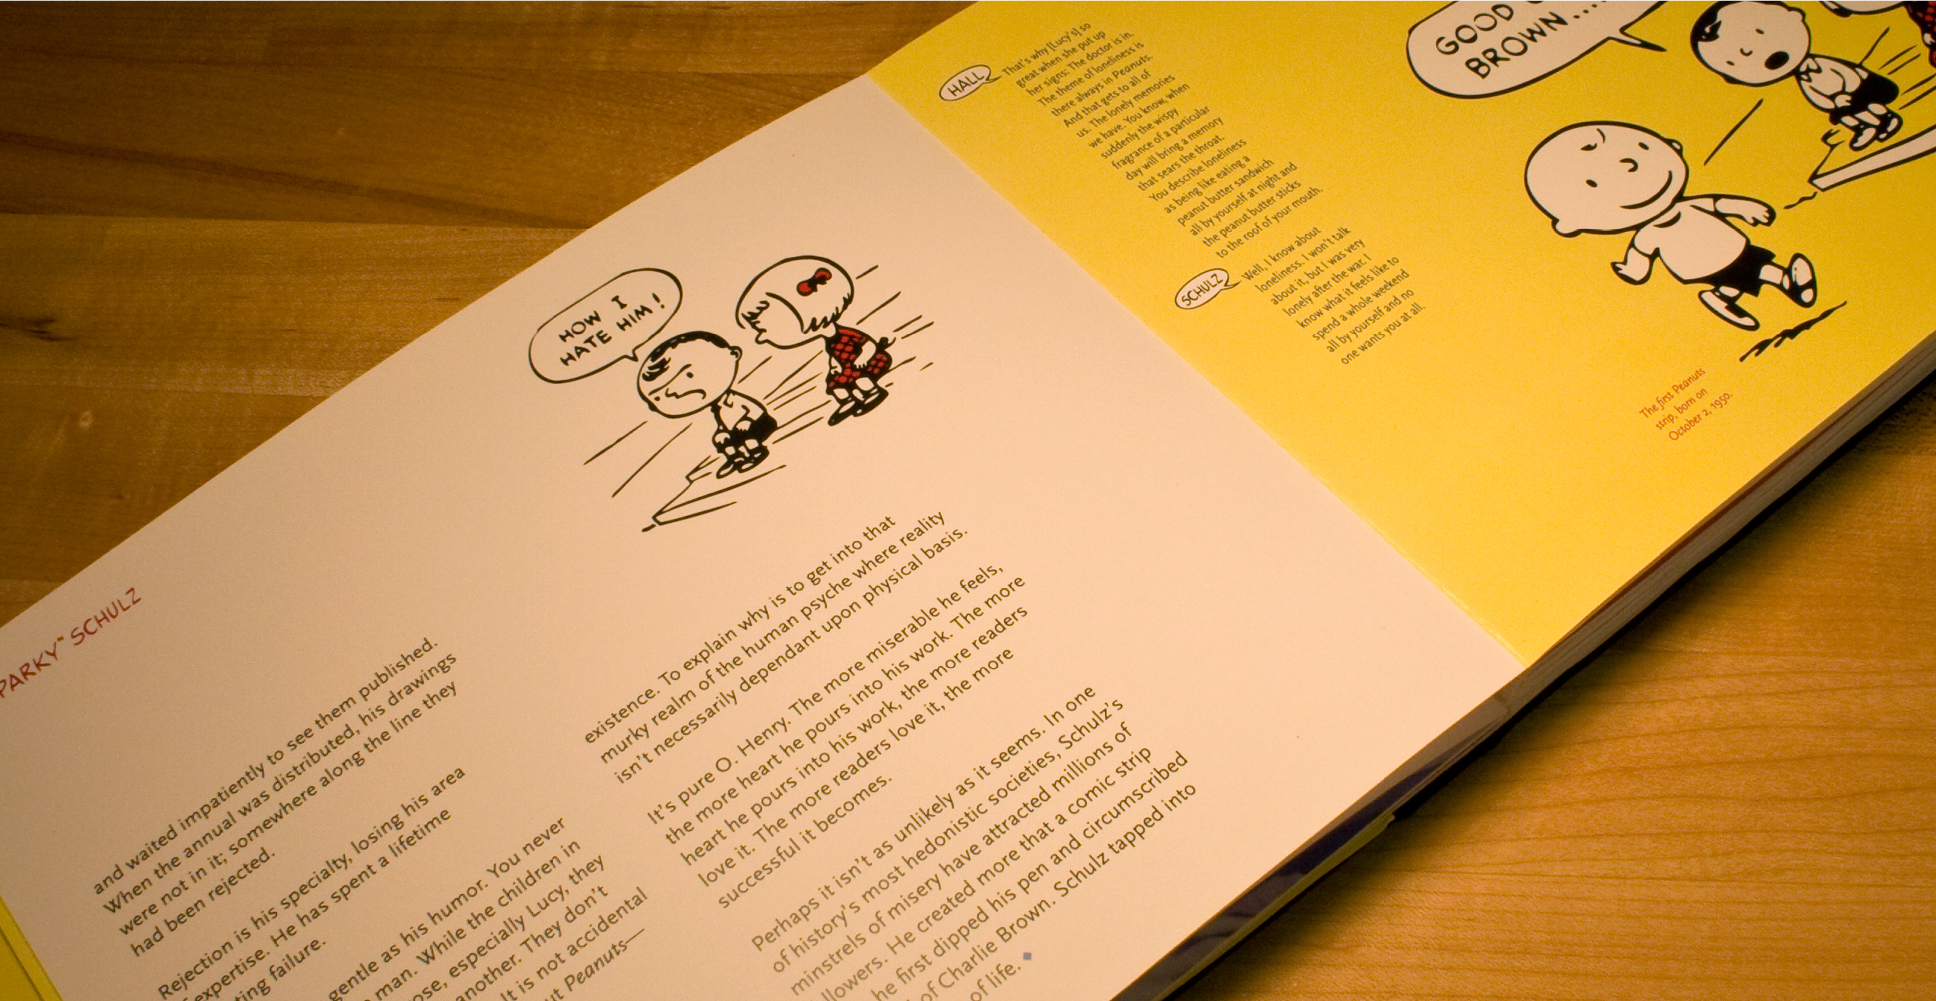 PARKY" SCHULZ
and waited impatiently to see them published.
When the annual was distributed, his drawings
were not in it; somewhere along the line they
had been rejected.
Rejection is his specialty, losing his area
expertise. He has spent a lifetime
ting failure.
gentle as his humor. You never
man. While the children in
ose, especially Lucy, they
another. They don't
It is not accidental
ut Peanuts—
HOW I
HATE HIM!
existence. To explain why is to get into that
murky realm of the human psyche where reality
isn't necessarily dependant upon physical basis.
It's pure O. Henry. The more miserable he feels,
the more heart he pours into his work. The more
heart he pours into his work, the more readers
love it. The more readers love it, the more
successful it becomes.
Perhaps it isn't as unlikely as it seems. In one
of history's most hedonistic societies, Schulz's
minstrels of misery have attracted millions of
llowers. He created more that a comic strip
he first dipped his pen and circumscribed
of Charlie Brown. Schulz tapped into
of life.
HALL
That's why [Lucy's] so
great when she put up
her signs: The doctor is in.
The theme of loneliness is
there always in Peanuts.
And that gets to all of
us. The lonely memories
we have. You know, when
suddenly the wispy
fragrance of a particular
day will bring a memory
that sears the throat.
You describe loneliness
as being like eating a
peanut butter sandwich
all by yourself at night and
the peanut butter sticks
to the roof of your mouth.
SCHULZ
Well, I know about
loneliness. I won't talk
about it, but I was very
lonely after the war. I
know what it feels like to
spend a whole weekend
all by yourself and no
one wants you at all.
GOOD
BROWN....
The first Peanuts
strip, born on
October 2, 1950.